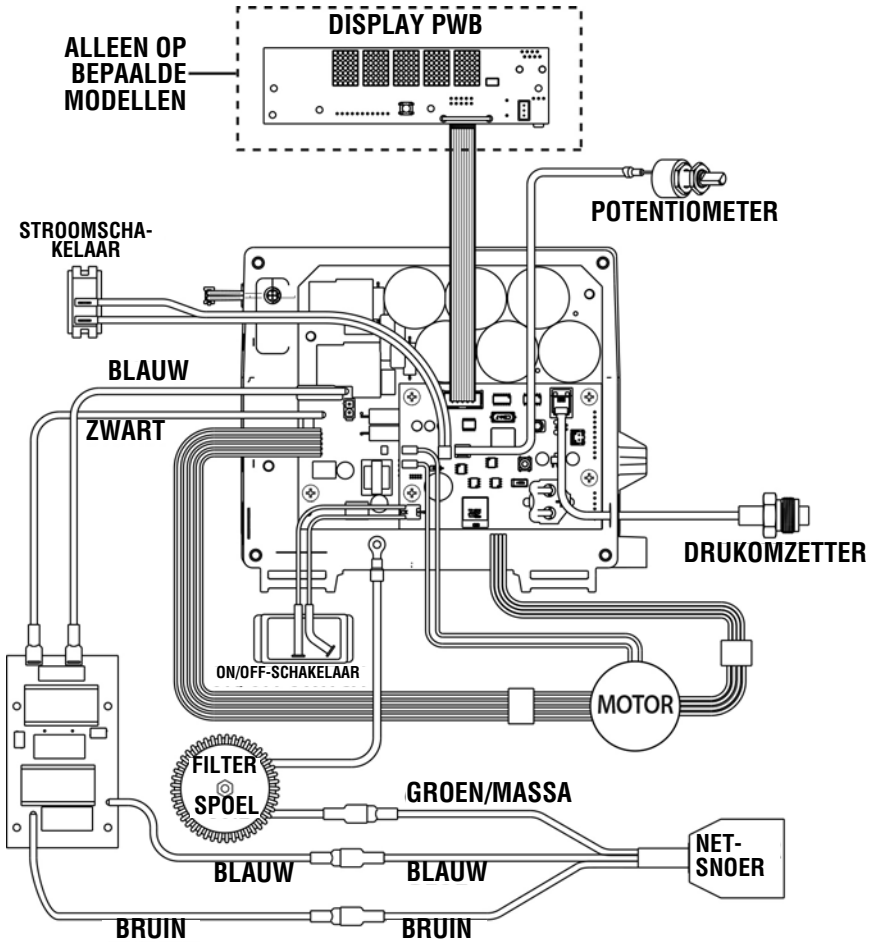 DISPLAY PWB
ALLEEN OP
BEPAALDE
MODELLEN
POTENTIOMETER
STROOMSCHA-
KELAAR
BLAUW
ZWART
DRUKOMZETTER
ON/OFF-SCHAKELAAR
MOTOR
FILTER
SPOEL
GROEN/MASSA
NET-
SNOER
BLAUW
BLAUW
BRUIN
BRUIN